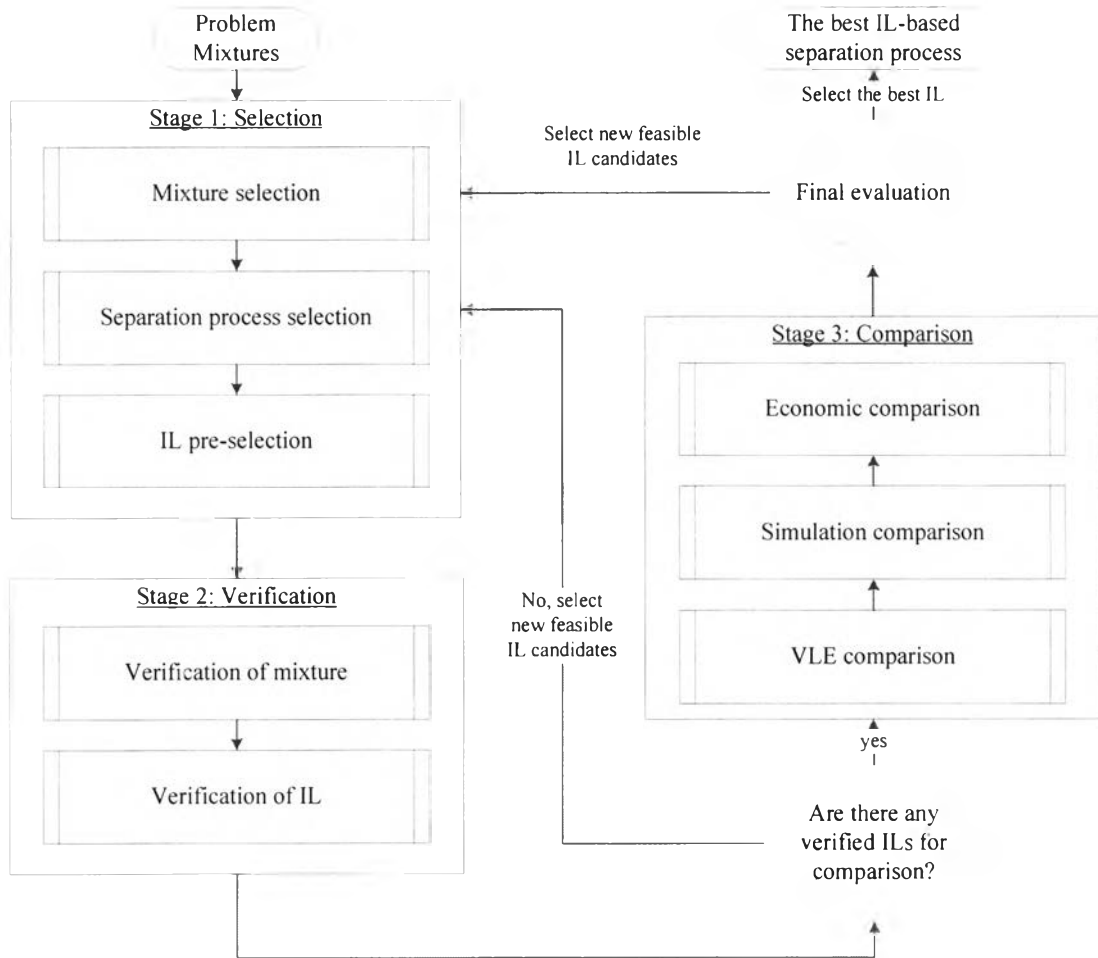 Problem
Mixtures
Stage 1: Selection
Mixture selection
Separation process selection
IL pre-selection
Stage 2: Verification
Verification of mixture
Verification of IL
No, select
new feasible
IL candidates
Are there any
verified ILs for
comparison?
yes
Stage 3: Comparison
VLE comparison
Simulation comparison
Economic comparison
Final evaluation
Select new feasible
IL candidates
Select the best IL
The best IL-based
separation process